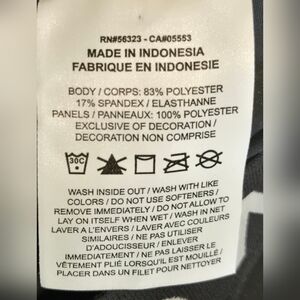 RN#56323 - CA#05553
MADE IN INDONESIA
FABRIQUE EN INDONESIE
BODY / CORPS: 83% POLYESTER
17% SPANDEX / ELASTHANNE
PANELS / PANNEAUX: 100% POLYESTER
EXCLUSIVE OF DECORATION /
DECORATION NON COMPRISE
30C
WASH INSIDE OUT / WASH WITH LIKE
COLORS / DO NOT USE SOFTENERS /
REMOVE IMMEDIATELY / DO NOT ALLOW TO
LAY ON ITSELF WHEN WET / WASH IN NET
LAVER A L'ENVERS / LAVER AVEC COULEURS
SIMILAIRES / NE PAS UTILISER
D'ADOUCISSEUR / ENLEVER
IMMEDIATEMENT / NE PAS LAISSER LE
VÊTEMENT PLIÉ LORSQU'IL EST MOUILLÉ /
PLACER DANS UN FILET POUR NETTOYER